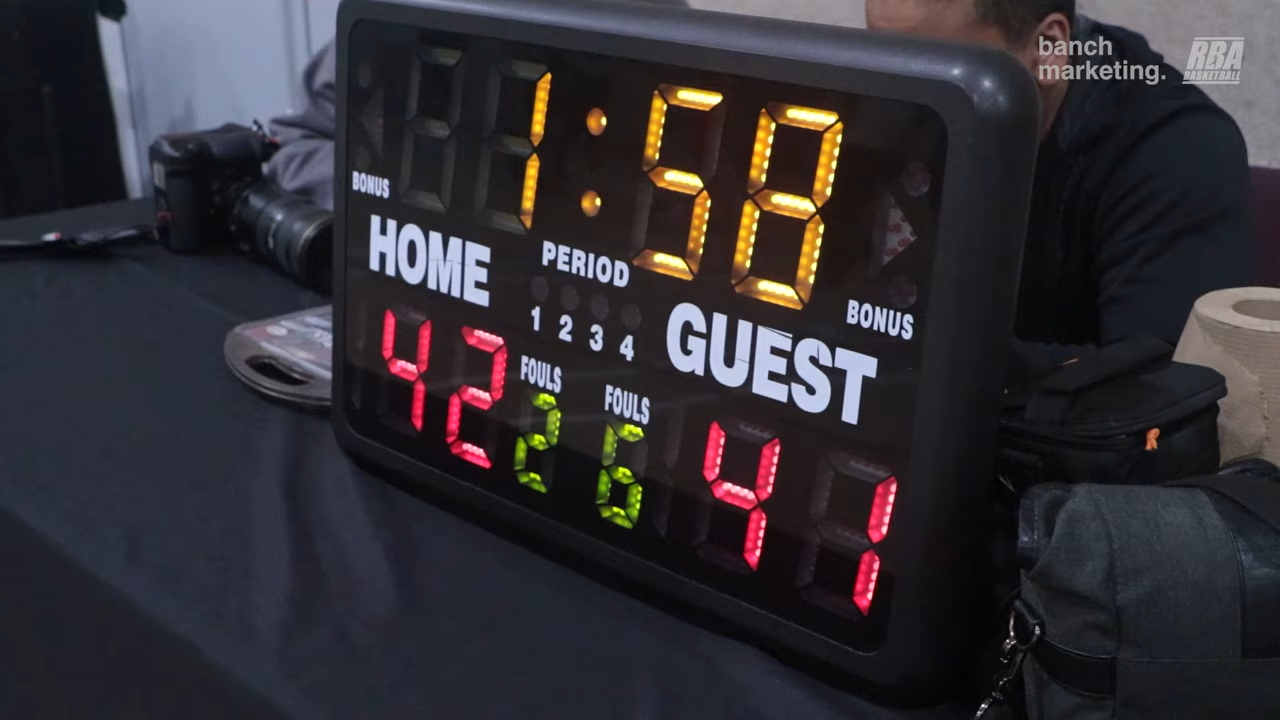 banch
marketing.
RBA
BASKETBALL
1:58
BONUS
HOME
PERIOD
1 2 3 4
GUEST
BONUS
FOULS
FOULS
42
2
6
41